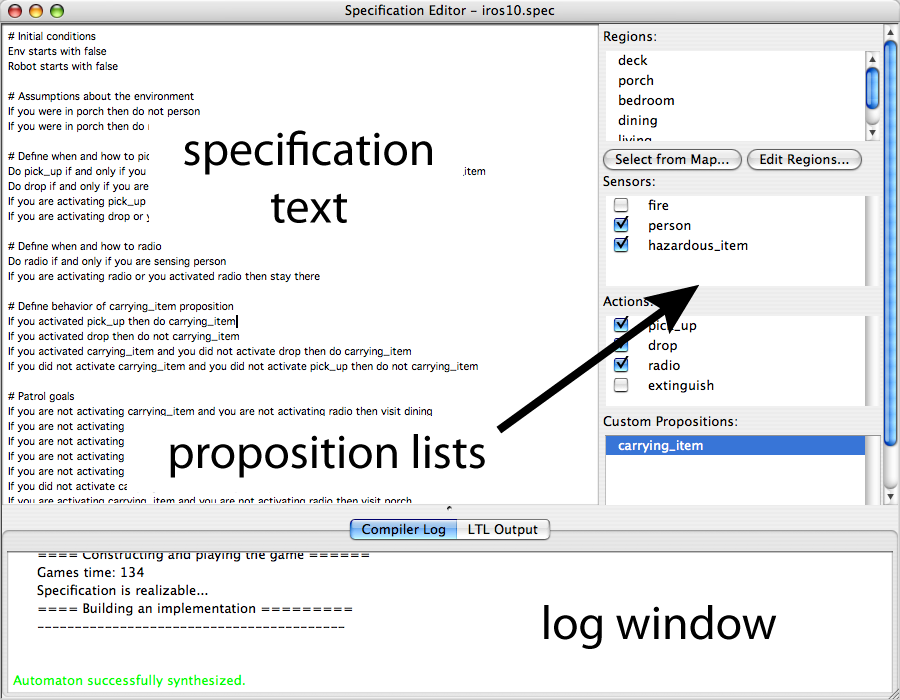 Specification Editor – iros10.spec
# Initial conditions
Env starts with false
Robot starts with false
# Assumptions about the environment
If you were in porch then do not person
If you were in porch then do
# Define when and how to pic
Do pick_up if and only if you
_item
Do drop if and only if you are
If you are activating pick_up
If you are activating drop or
# Define when and how to radio
Do radio if and only if you are sensing person
If you are activating radio or you activated radio then stay there
# Define behavior of carrying_item proposition
If you activated pick_up then do carrying_item
If you activated drop then do not carrying_item
If you activated carrying_item and you did not activate drop then do carrying_item
If you did not activate carrying_item and you did not activate pick_up then do not carrying_item
# Patrol goals
If you are not activating carrying_item and you are not activating radio then visit dining
If you are not activating
If you are not activating
If you are not activating
If you are not activating
If you did not activate ca
If you are activating carrying_item and you are not activating radio then visit porch
specification
text
proposition lists
Regions:
deck
porch
bedroom
dining
living
Select from Map...
Edit Regions...
Sensors:
fire
person
hazardous_item
Actions:
pick_up
drop
radio
extinguish
Custom Propositions:
carrying_item
Compiler Log
LTL Output
==== Constructing and playing the game ======
Games time: 134
Specification is realizable...
==== Building an implementation =========
-----------------------------------------
Automaton successfully synthesized.
log window